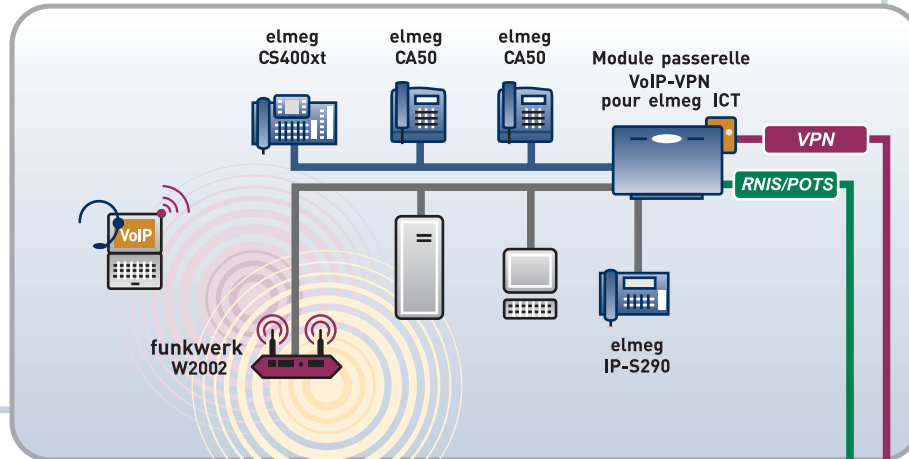 elmeg
CS400xt
elmeg
CA50
elmeg
CA50
Module passerelle
VoIP-VPN
pour elmeg ICT
VPN
RNIS/POTS
VoIP
funkwerk
W2002
elmeg
IP-S290